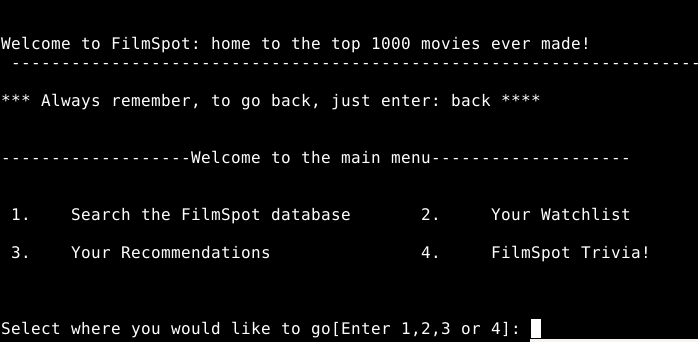 Welcome to FilmSpot: home to the top 1000 movies ever made!
---------------------------------------------------------------------
*** Always remember, to go back, just enter: back ****
-------------------Welcome to the main menu--------------------
1. Search the FilmSpot database 2. Your Watchlist
3. Your Recommendations 4. FilmSpot Trivia!
Select where you would like to go[Enter 1,2,3 or 4]: